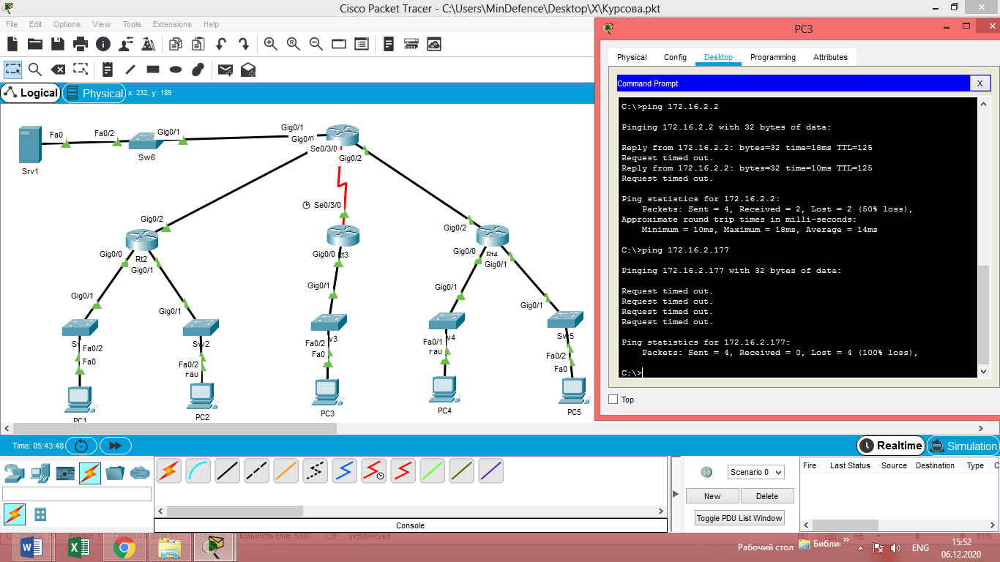 Cisco Packet Tracer - C:\Users\MinDefence\Desktop\X\Курсова.pkt
File Edit Options View Tools Extensions Help
Logical Physical x: 232, y: 189
Srv1
Fa0
Fa0/2
Gig0/1
Sw6
Gig0/1
Gig0/0
Se0/3/0
Gig0/2
Se0/3/0
Gig0/2
Rt2
Gig0/0
Gig0/1
Gig0/0
Gig0/2
Gig0/0
Gig0/1
Gig0/1
Gig0/1
Gig0/1
Gig0/1
Gig0/1
Fa0/2
Fa0
Sw2
Fa0/2
Fa0
Fa0/2
Fa0
Fa0/1
Fa0
Sw5
Fa0/2
Fa0
PC1
PC2
PC3
PC4
PC5
PC3
Physical Config Desktop Programming Attributes
Command Prompt X
C:\>ping 172.16.2.2
Pinging 172.16.2.2 with 32 bytes of data:
Reply from 172.16.2.2: bytes=32 time=18ms TTL=125
Request timed out.
Reply from 172.16.2.2: bytes=32 time=10ms TTL=125
Request timed out.
Ping statistics for 172.16.2.2:
Packets: Sent = 4, Received = 2, Lost = 2 (50% loss),
Approximate round trip times in milli-seconds:
Minimum = 10ms, Maximum = 18ms, Average = 14ms
C:\>ping 172.16.2.177
Pinging 172.16.2.177 with 32 bytes of data:
Request timed out.
Request timed out.
Request timed out.
Request timed out.
Ping statistics for 172.16.2.177:
Packets: Sent = 4, Received = 0, Lost = 4 (100% loss),
C:\>
Top
Time: 05:43:48
Realtime Simulation
Scenario 0
New Delete
Toggle PDU List Window
Fire Last Status Source Destination Type
Console
Кількість слів: 5381 українська 91%
Рабочий стол Библи »
ENG
15:52
06.12.2020